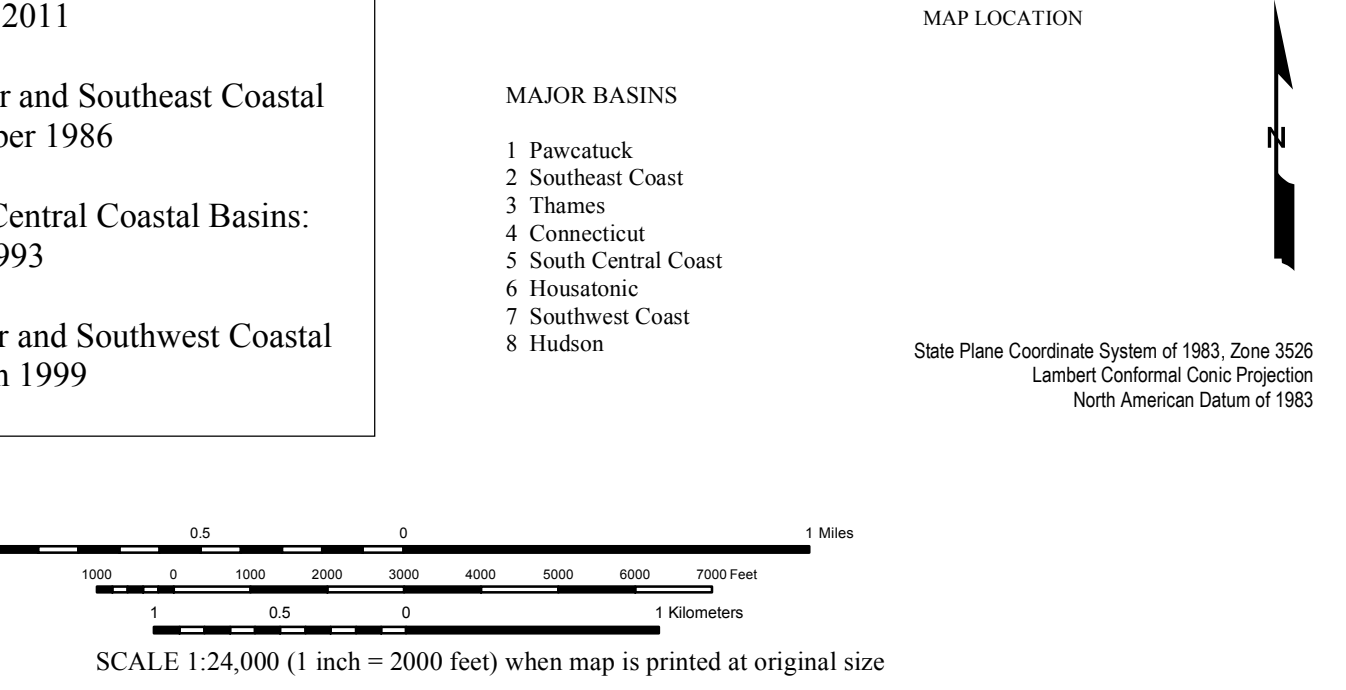 2011
r and Southeast Coastal
ber 1986
Central Coastal Basins:
993
r and Southwest Coastal
h 1999
MAJOR BASINS
1 Pawcatuck
2 Southeast Coast
3 Thames
4 Connecticut
5 South Central Coast
6 Housatonic
7 Southwest Coast
8 Hudson
MAP LOCATION
N
State Plane Coordinate System of 1983, Zone 3526
Lambert Conformal Conic Projection
North American Datum of 1983
0.5 0 1 Miles
1000 0 1000 2000 3000 4000 5000 6000 7000 Feet
1 0.5 0 1 Kilometers
SCALE 1:24,000 (1 inch = 2000 feet) when map is printed at original size